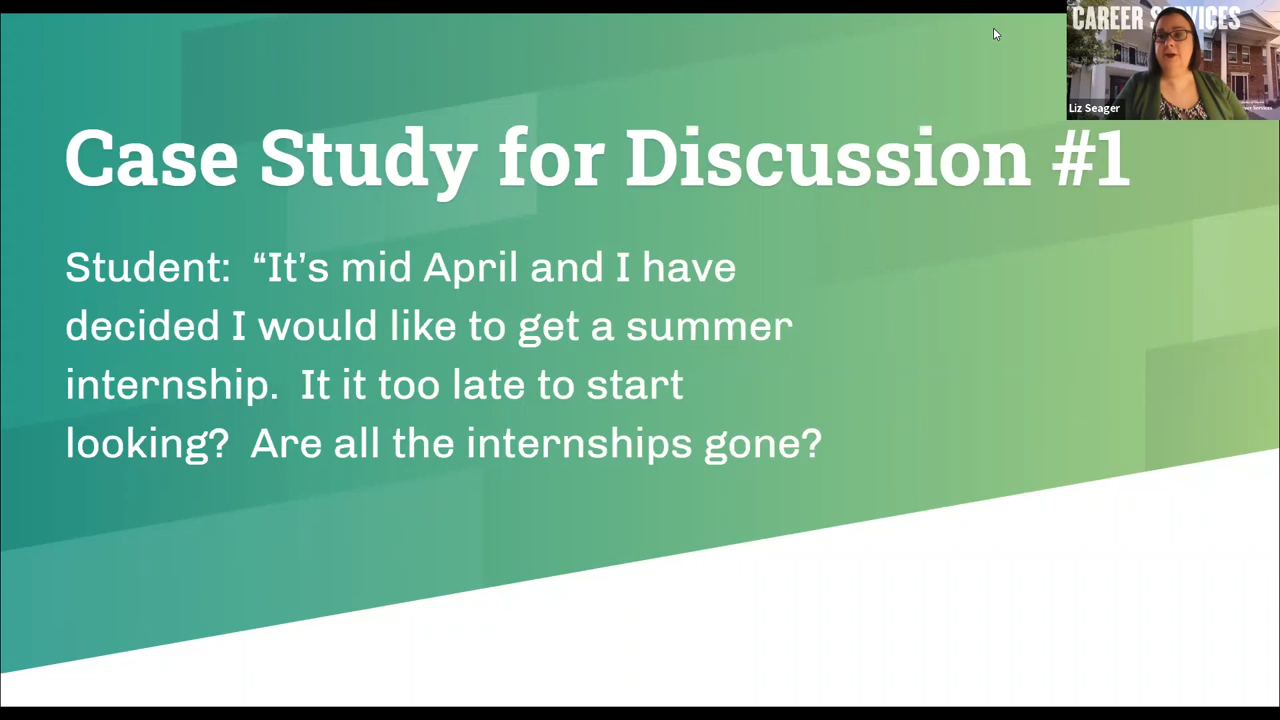 CAREER SERVICES
Liz Seager
Case Study for Discussion #1
Student:  “It’s mid April and I have
decided I would like to get a summer
internship.  It it too late to start
looking?  Are all the internships gone?